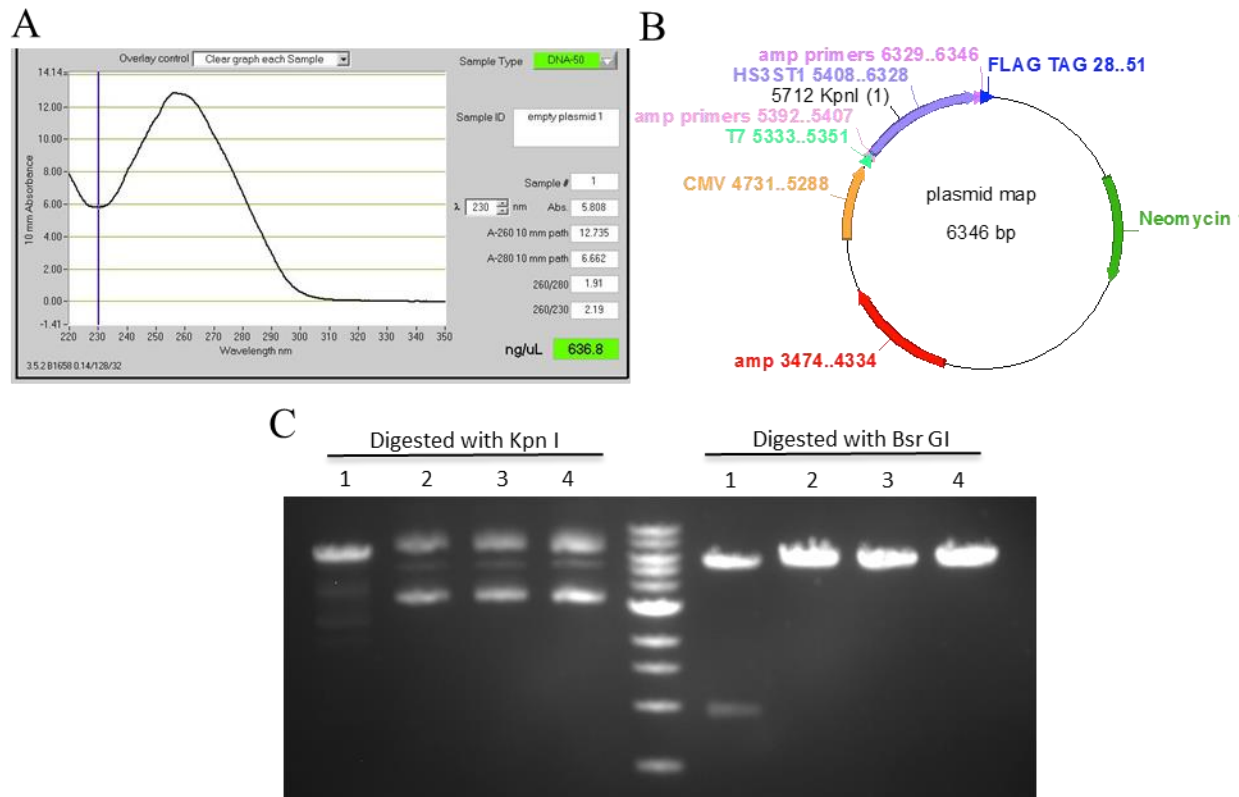 A
Overlay control Clear graph each Sample
Sample Type DNA-50
Sample ID empty plasmid 1
Sample # 1
λ 230 nm Abs. 5.808
A-260 10 mm path 12.735
A-280 10 mm path 6.662
260/280 1.91
260/230 2.19
ng/uL 636.8
10 mm Absorbance
14.14
12.00
10.00
8.00
6.00
4.00
2.00
0.00
-1.41
220 230 240 250 260 270 280 290 300 310 320 330 340 350
Wavelength nm
3.5.2 B1658 0.14/128/32
B
amp primers 6329..6346
FLAG TAG 28..51
HS3ST1 5408..6328
5712 KpnI (1)
amp primers 5392..5407
T7 5333..5351
CMV 4731..5288
plasmid map
6346 bp
Neomycin
amp 3474..4334
C
Digested with Kpn I
Digested with Bsr GI
1 2 3 4
1 2 3 4